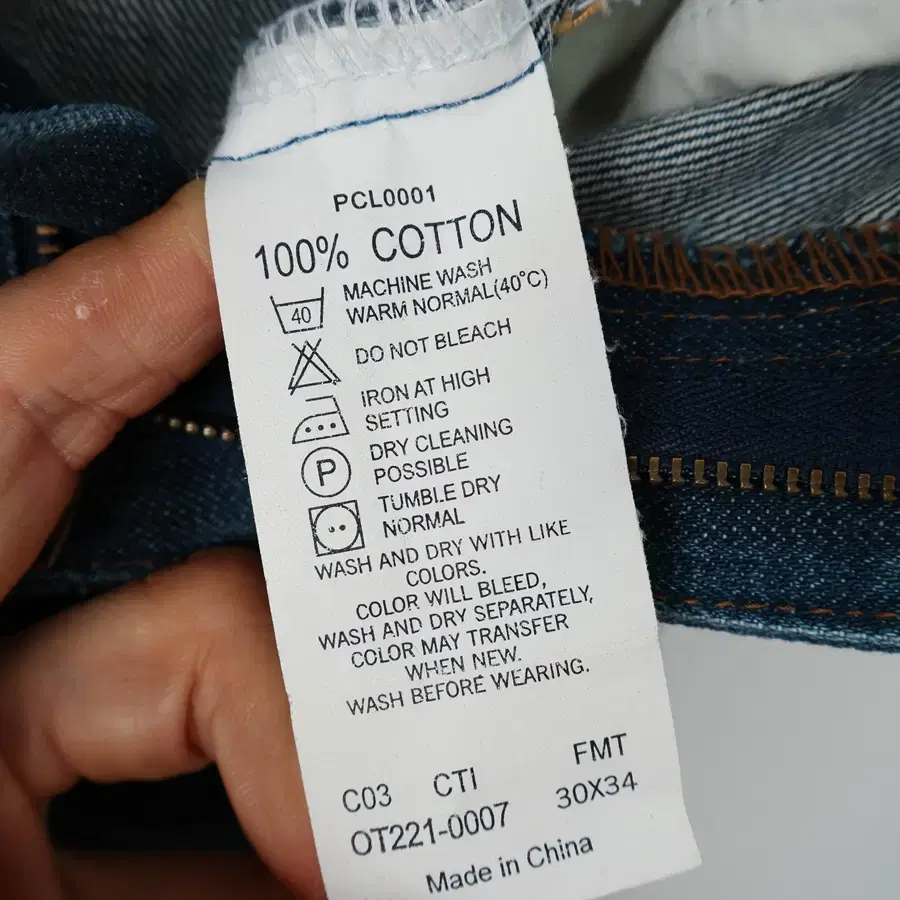 PCL0001
100% COTTON
40
MACHINE WASH
WARM NORMAL(40°C)
DO NOT BLEACH
IRON AT HIGH
SETTING
P
DRY CLEANING
POSSIBLE
TUMBLE DRY
NORMAL
WASH AND DRY WITH LIKE
COLORS.
COLOR WILL BLEED,
WASH AND DRY SEPARATELY,
COLOR MAY TRANSFER
WHEN NEW.
WASH BEFORE WEARING.
C03 CTI FMT
OT221-0007 30X34
Made in China